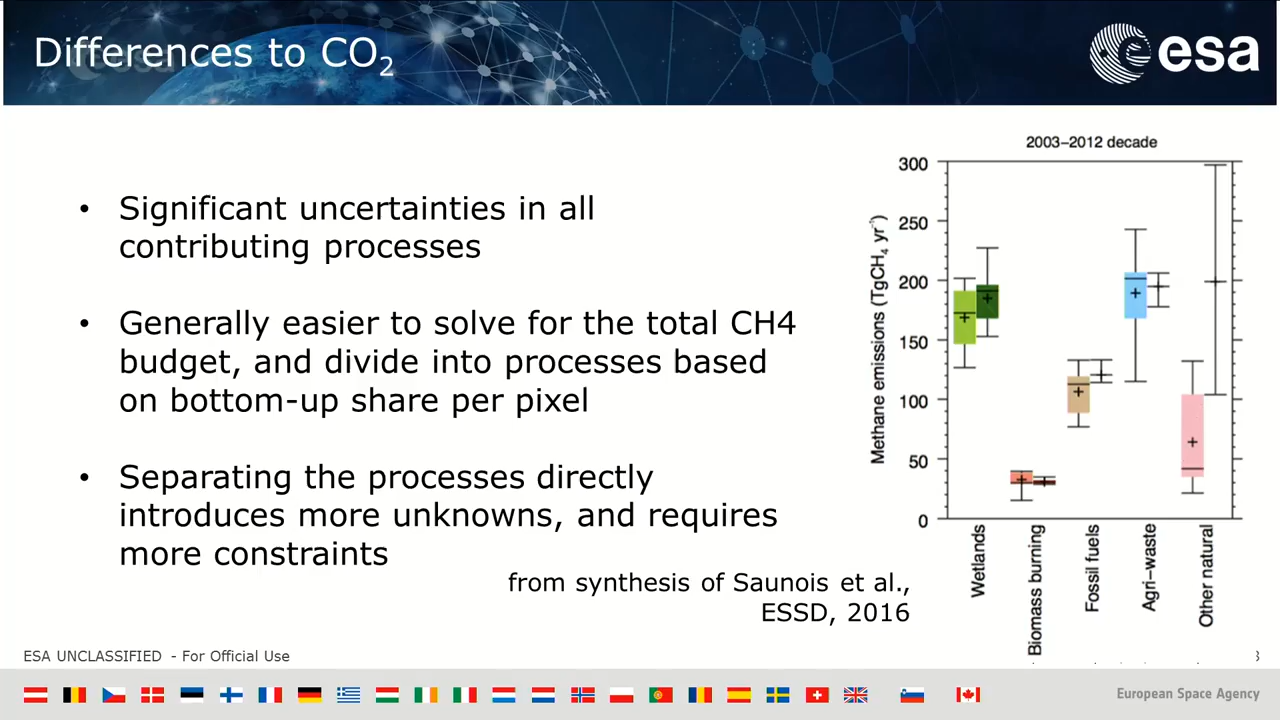 Differences to CO2
esa
• Significant uncertainties in all
contributing processes
• Generally easier to solve for the total CH4
budget, and divide into processes based
on bottom-up share per pixel
• Separating the processes directly
introduces more unknowns, and requires
more constraints
from synthesis of Saunois et al.,
ESSD, 2016
2003–2012 decade
Methane emissions (TgCH4 yr-1)
300
250
200
150
100
50
0
Wetlands
Biomass burning
Fossil fuels
Agri–waste
Other natural
ESA UNCLASSIFIED - For Official Use
European Space Agency